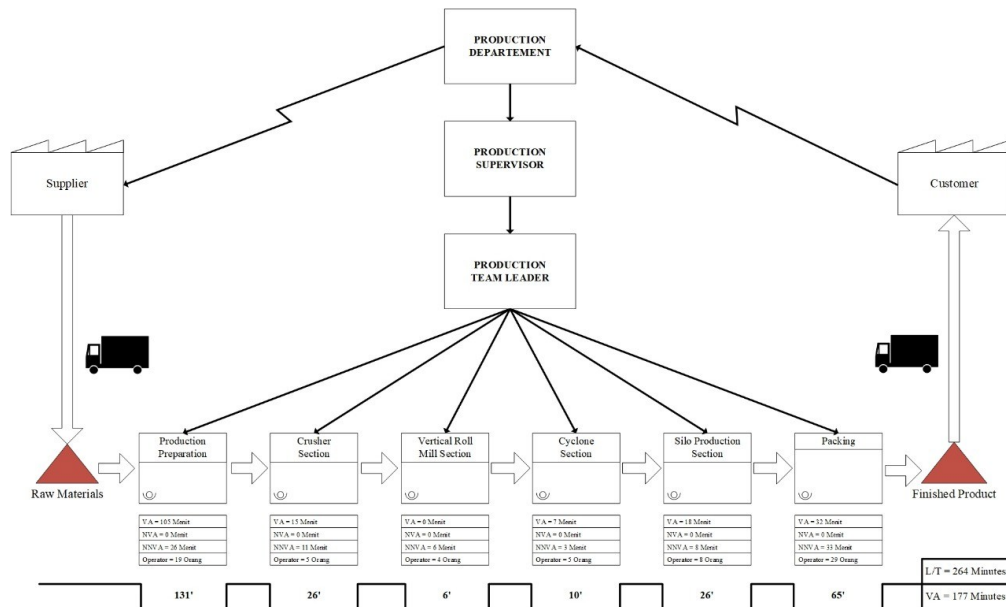 PRODUCTION
DEPARTEMENT
PRODUCTION
SUPERVISOR
Supplier
Customer
PRODUCTION
TEAM LEADER
Production
Preparation
Crusher
Section
Vertical Roll
Mill Section
Cyclone
Section
Silo Production
Section
Packing
Raw Materials
Finished Product
VA = 105 Menit
NVA = 0 Menit
NNVA = 26 Menit
Operator = 19 Orang
VA = 15 Menit
NVA = 0 Menit
NNVA = 11 Menit
Operator = 5 Orang
VA = 0 Menit
NVA = 0 Menit
NNVA = 6 Menit
Operator = 4 Orang
VA = 7 Menit
NVA = 0 Menit
NNVA = 3 Menit
Operator = 5 Orang
VA = 18 Menit
NVA = 0 Menit
NNVA = 8 Menit
Operator = 8 Orang
VA = 32 Menit
NVA = 0 Menit
NNVA = 33 Menit
Operator = 29 Orang
131'
26'
6'
10'
26'
65'
L/T = 264 Minutes
VA = 177 Minutes